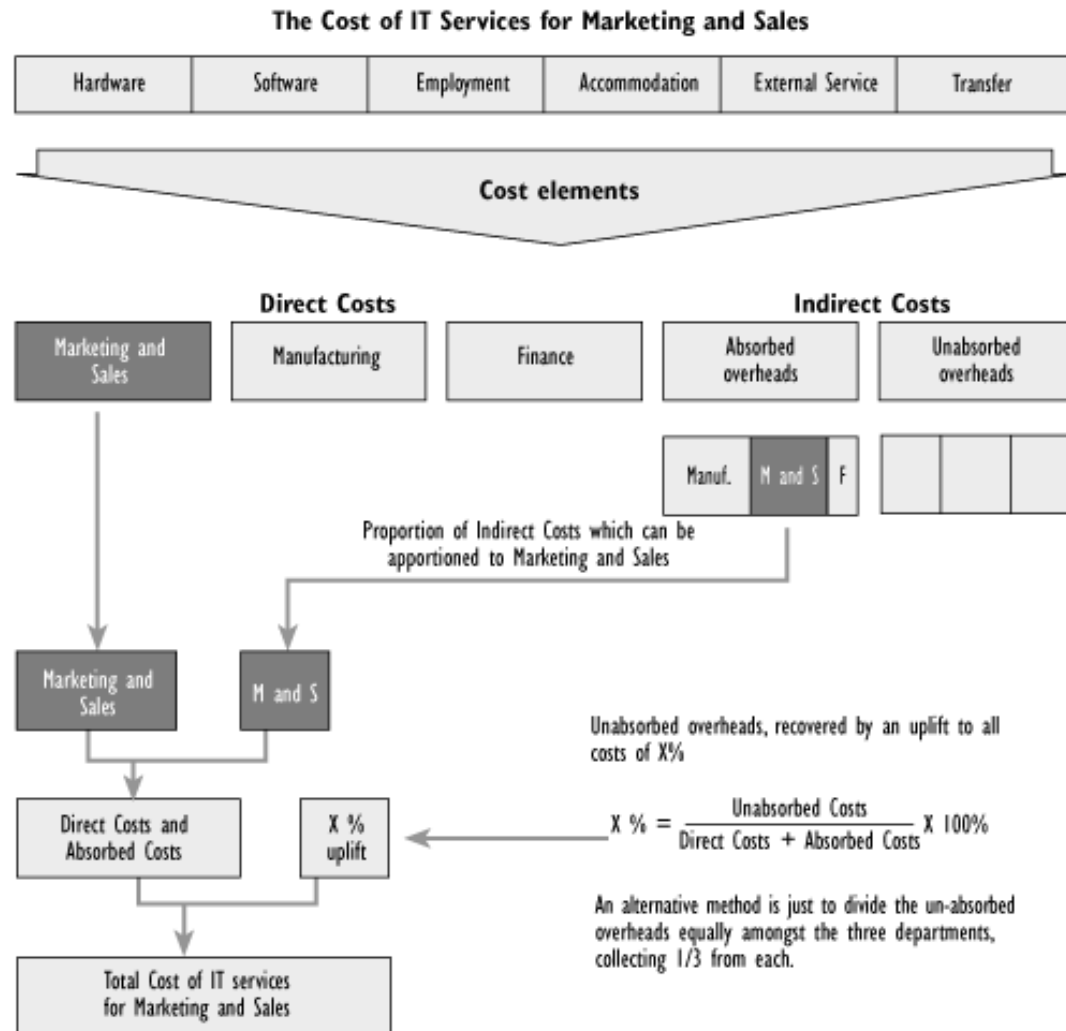 The Cost of IT Services for Marketing and Sales
Hardware
Software
Employment
Accommodation
External Service
Transfer
Cost elements
Direct Costs
Indirect Costs
Marketing and
Sales
Manufacturing
Finance
Absorbed
overheads
Unabsorbed
overheads
Manuf.
M and S
F
Proportion of Indirect Costs which can be
apportioned to Marketing and Sales
Marketing and
Sales
M and S
Unabsorbed overheads, recovered by an uplift to all
costs of X%
Direct Costs and
Absorbed Costs
X %
uplift
X % = Unabsorbed Costs
Direct Costs + Absorbed Costs X 100%
An alternative method is just to divide the un-absorbed
overheads equally amongst the three departments,
collecting 1/3 from each.
Total Cost of IT services
for Marketing and Sales